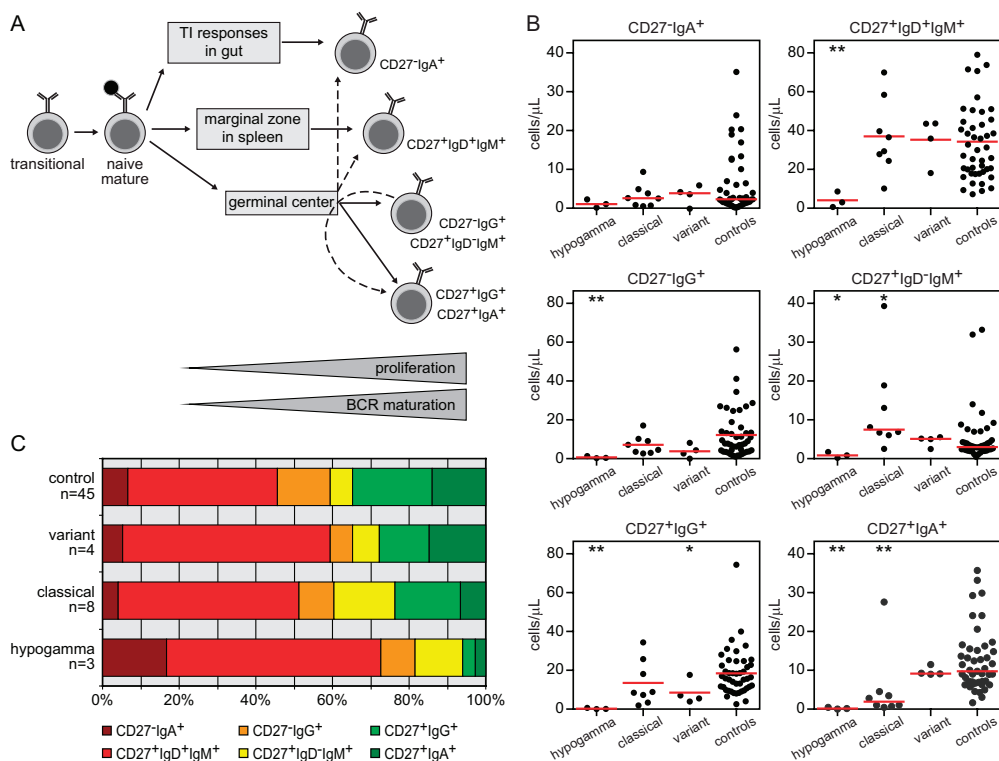 A
TI responses
in gut
CD27⁻IgA⁺
marginal zone
in spleen
transitional
naive
mature
CD27⁺IgD⁺IgM⁺
germinal center
CD27⁻IgG⁺
CD27⁺IgD⁻IgM⁺
CD27⁺IgG⁺
CD27⁺IgA⁺
proliferation
BCR maturation
B
CD27⁻IgA⁺
cells/μL
40
20
0
hypogamma
classical
variant
controls
CD27⁺IgD⁺IgM⁺
**
cells/μL
80
60
40
20
0
hypogamma
classical
variant
controls
CD27⁻IgG⁺
**
cells/μL
80
60
40
20
0
hypogamma
classical
variant
controls
CD27⁺IgD⁻IgM⁺
* *
cells/μL
40
30
20
10
0
hypogamma
classical
variant
controls
CD27⁺IgG⁺
** *
cells/μL
80
60
40
20
0
hypogamma
classical
variant
controls
CD27⁺IgA⁺
** **
cells/μL
40
30
20
10
0
hypogamma
classical
variant
controls
C
control
n=45
variant
n=4
classical
n=8
hypogamma
n=3
0% 20% 40% 60% 80% 100%
CD27⁻IgA⁺ CD27⁻IgG⁺ CD27⁺IgG⁺
CD27⁺IgD⁺IgM⁺ CD27⁺IgD⁻IgM⁺ CD27⁺IgA⁺